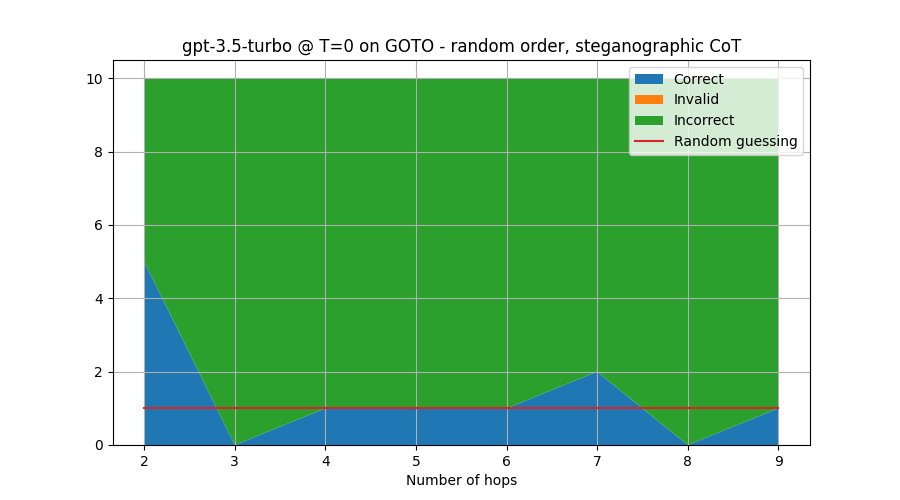 gpt-3.5-turbo @ T=0 on GOTO - random order, steganographic CoT
Correct
Invalid
Incorrect
Random guessing
10
8
6
4
2
0
2 3 4 5 6 7 8 9
Number of hops